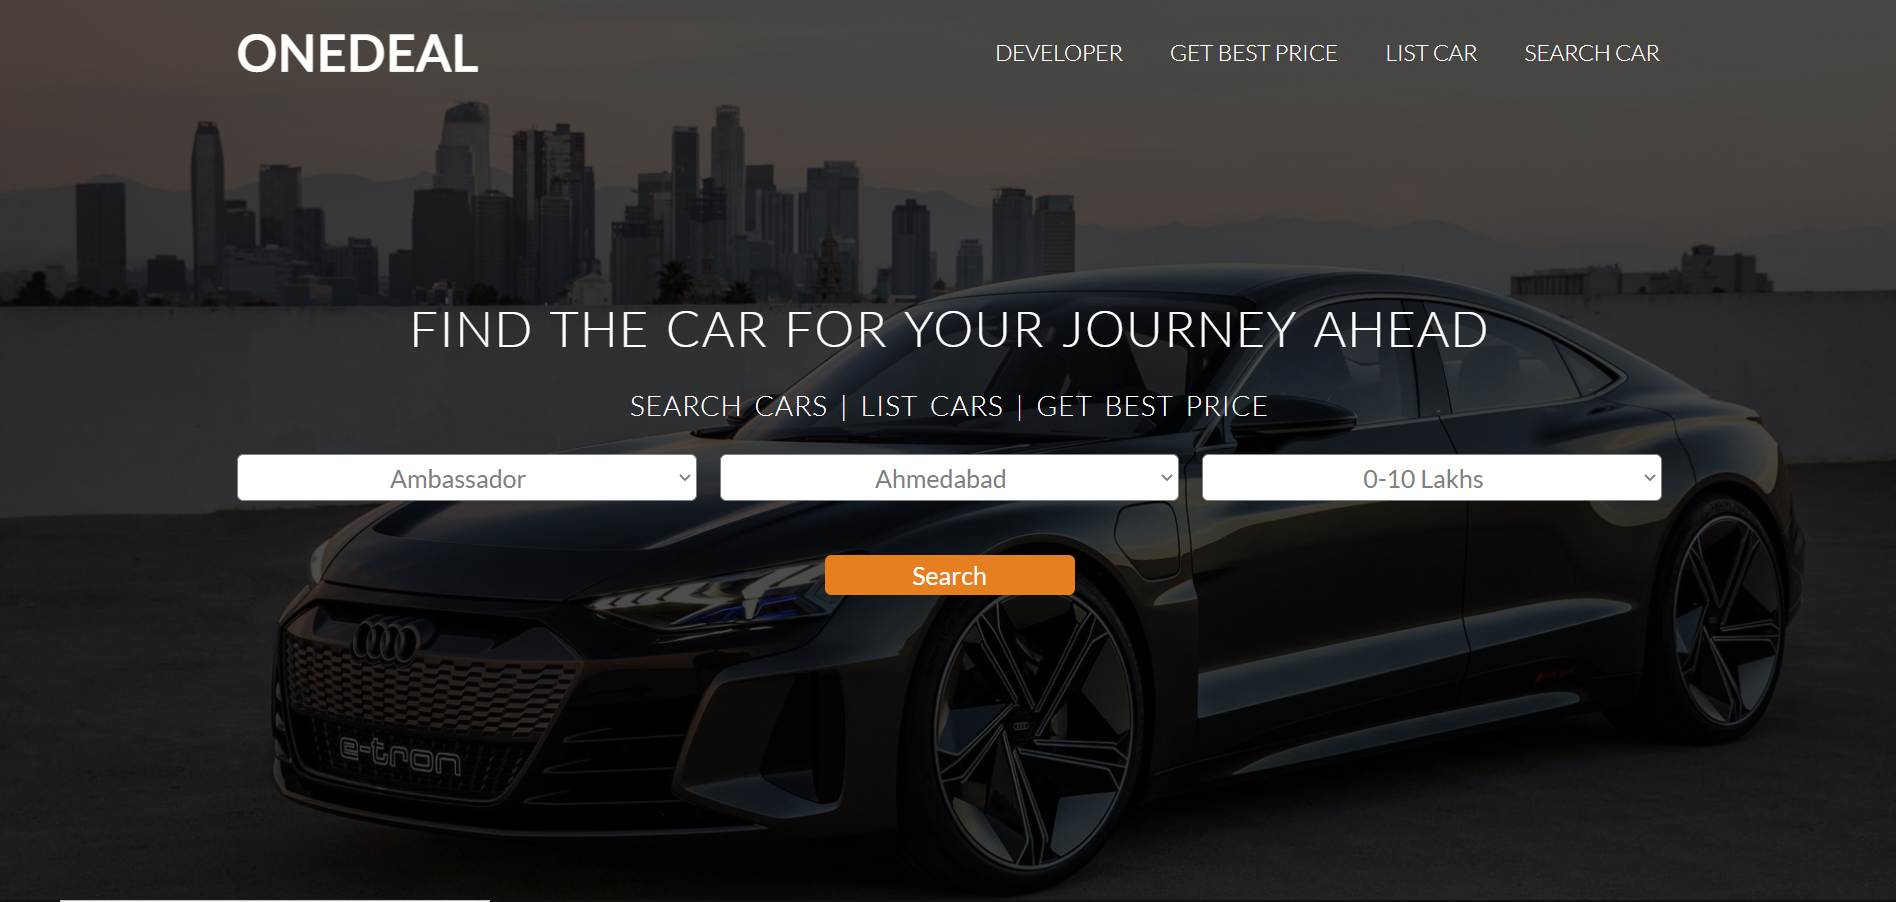 ONEDEAL
DEVELOPER GET BEST PRICE LIST CAR SEARCH CAR
FIND THE CAR FOR YOUR JOURNEY AHEAD
SEARCH CARS | LIST CARS | GET BEST PRICE
Ambassador Ahmedabad 0-10 Lakhs
Search
e-tron